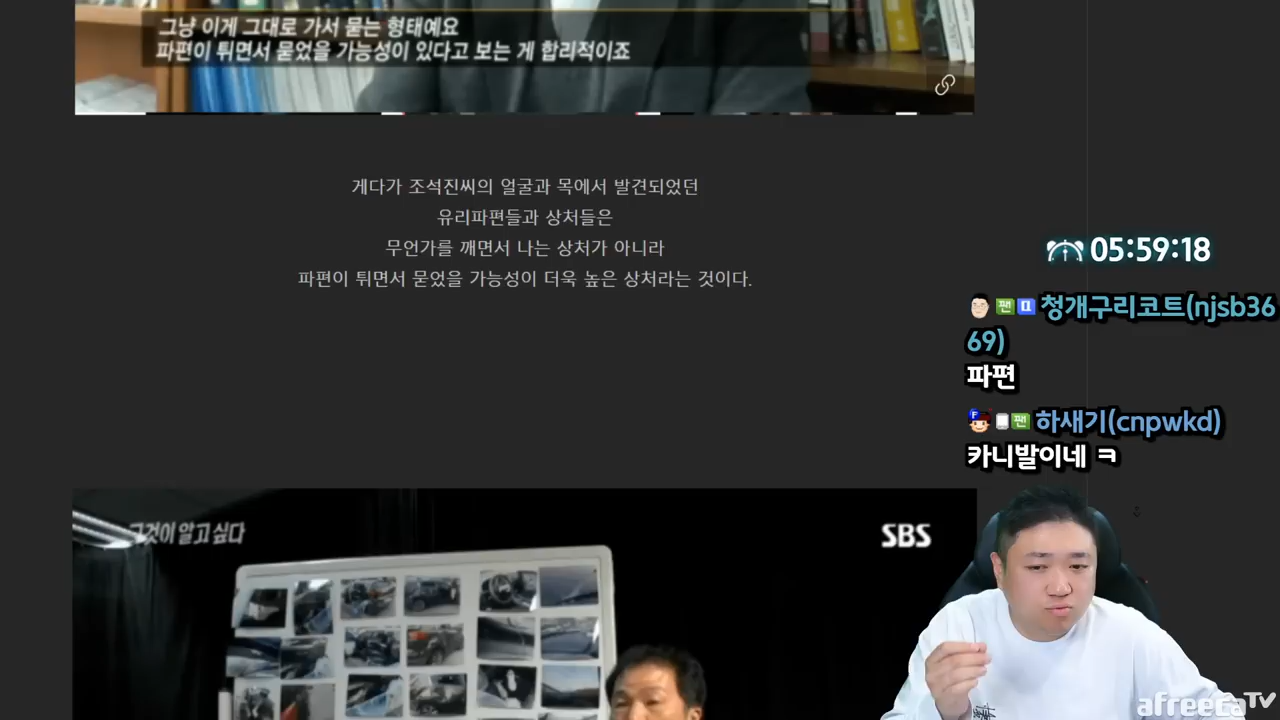 그냥 이게 그대로 가서 묻는 형태예요
파편이 튀면서 묻었을 가능성이 있다고 보는 게 합리적이죠
게다가 조석진씨의 얼굴과 목에서 발견되었던
유리파편들과 상처들은
무언가를 깨면서 나는 상처가 아니라
파편이 튀면서 묻었을 가능성이 더욱 높은 상처라는 것이다.
05:59:18
팬 청개구리코트(njsb36
69)
파편
F 팬 하새기(cnpwkd)
카니발이네 ㅋ
그것이 알고싶다
SBS
afreecaTV